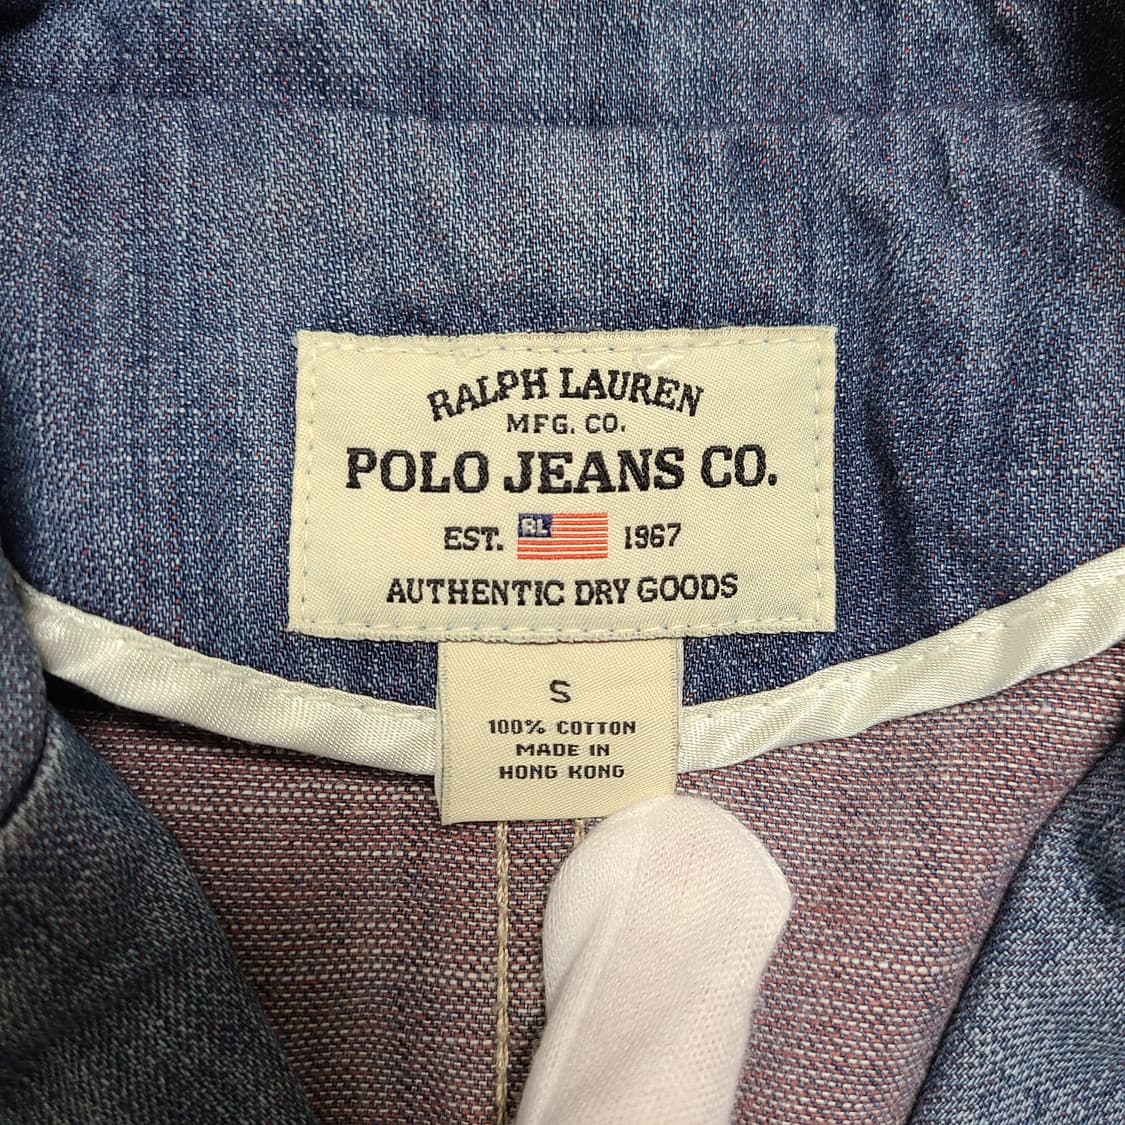 RALPH LAUREN
MFG. CO.
POLO JEANS CO.
EST. RL 1967
AUTHENTIC DRY GOODS
S
100% COTTON
MADE IN
HONG KONG